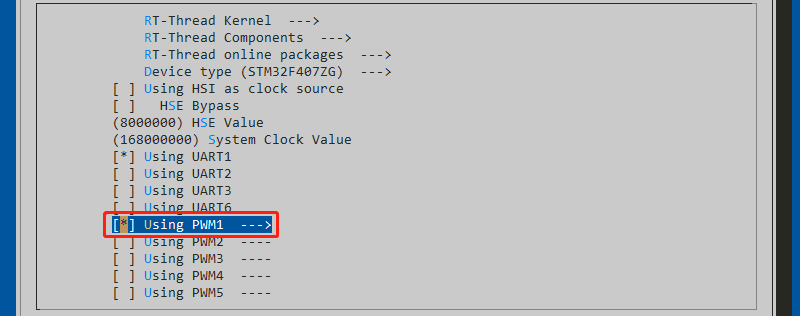 RT-Thread Kernel  --->
RT-Thread Components  --->
RT-Thread online packages  --->
Device type (STM32F407ZG)  --->
[ ] Using HSI as clock source
[ ]   HSE Bypass
(8000000) HSE Value
(168000000) System Clock Value
[*] Using UART1
[ ] Using UART2
[ ] Using UART3
[ ] Using UART6
[*] Using PWM1  --->
[ ] Using PWM2  ----
[ ] Using PWM3  ----
[ ] Using PWM4  ----
[ ] Using PWM5  ----